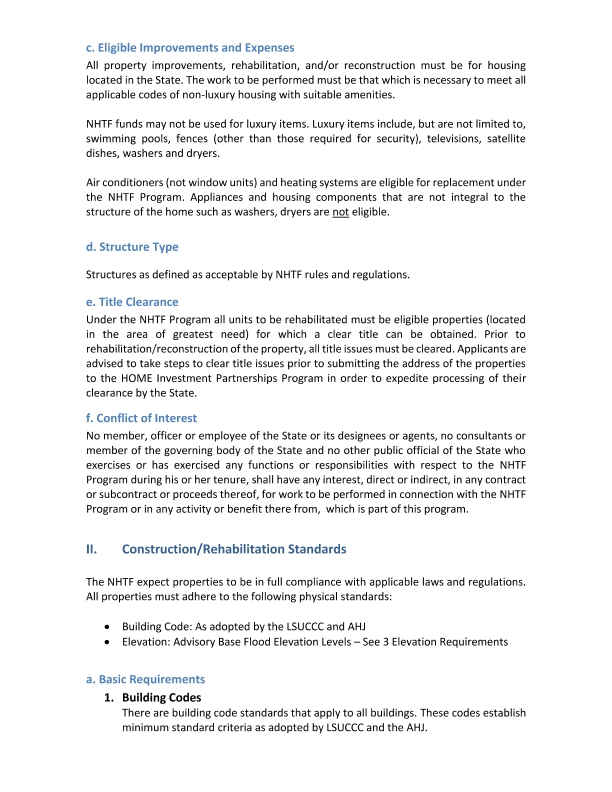 c. Eligible Improvements and Expenses
All property improvements, rehabilitation, and/or reconstruction must be for housing
located in the State. The work to be performed must be that which is necessary to meet all
applicable codes of non-luxury housing with suitable amenities.
NHTF funds may not be used for luxury items. Luxury items include, but are not limited to,
swimming pools, fences (other than those required for security), televisions, satellite
dishes, washers and dryers.
Air conditioners (not window units) and heating systems are eligible for replacement under
the NHTF Program. Appliances and housing components that are not integral to the
structure of the home such as washers, dryers are not eligible.
d. Structure Type
Structures as defined as acceptable by NHTF rules and regulations.
e. Title Clearance
Under the NHTF Program all units to be rehabilitated must be eligible properties (located
in the area of greatest need) for which a clear title can be obtained. Prior to
rehabilitation/reconstruction of the property, all title issues must be cleared. Applicants are
advised to take steps to clear title issues prior to submitting the address of the properties
to the HOME Investment Partnerships Program in order to expedite processing of their
clearance by the State.
f. Conflict of Interest
No member, officer or employee of the State or its designees or agents, no consultants or
member of the governing body of the State and no other public official of the State who
exercises or has exercised any functions or responsibilities with respect to the NHTF
Program during his or her tenure, shall have any interest, direct or indirect, in any contract
or subcontract or proceeds thereof, for work to be performed in connection with the NHTF
Program or in any activity or benefit there from, which is part of this program.
II. Construction/Rehabilitation Standards
The NHTF expect properties to be in full compliance with applicable laws and regulations.
All properties must adhere to the following physical standards:
• Building Code: As adopted by the LSUCCC and AHJ
• Elevation: Advisory Base Flood Elevation Levels – See 3 Elevation Requirements
a. Basic Requirements
1. Building Codes
There are building code standards that apply to all buildings. These codes establish
minimum standard criteria as adopted by LSUCCC and the AHJ.